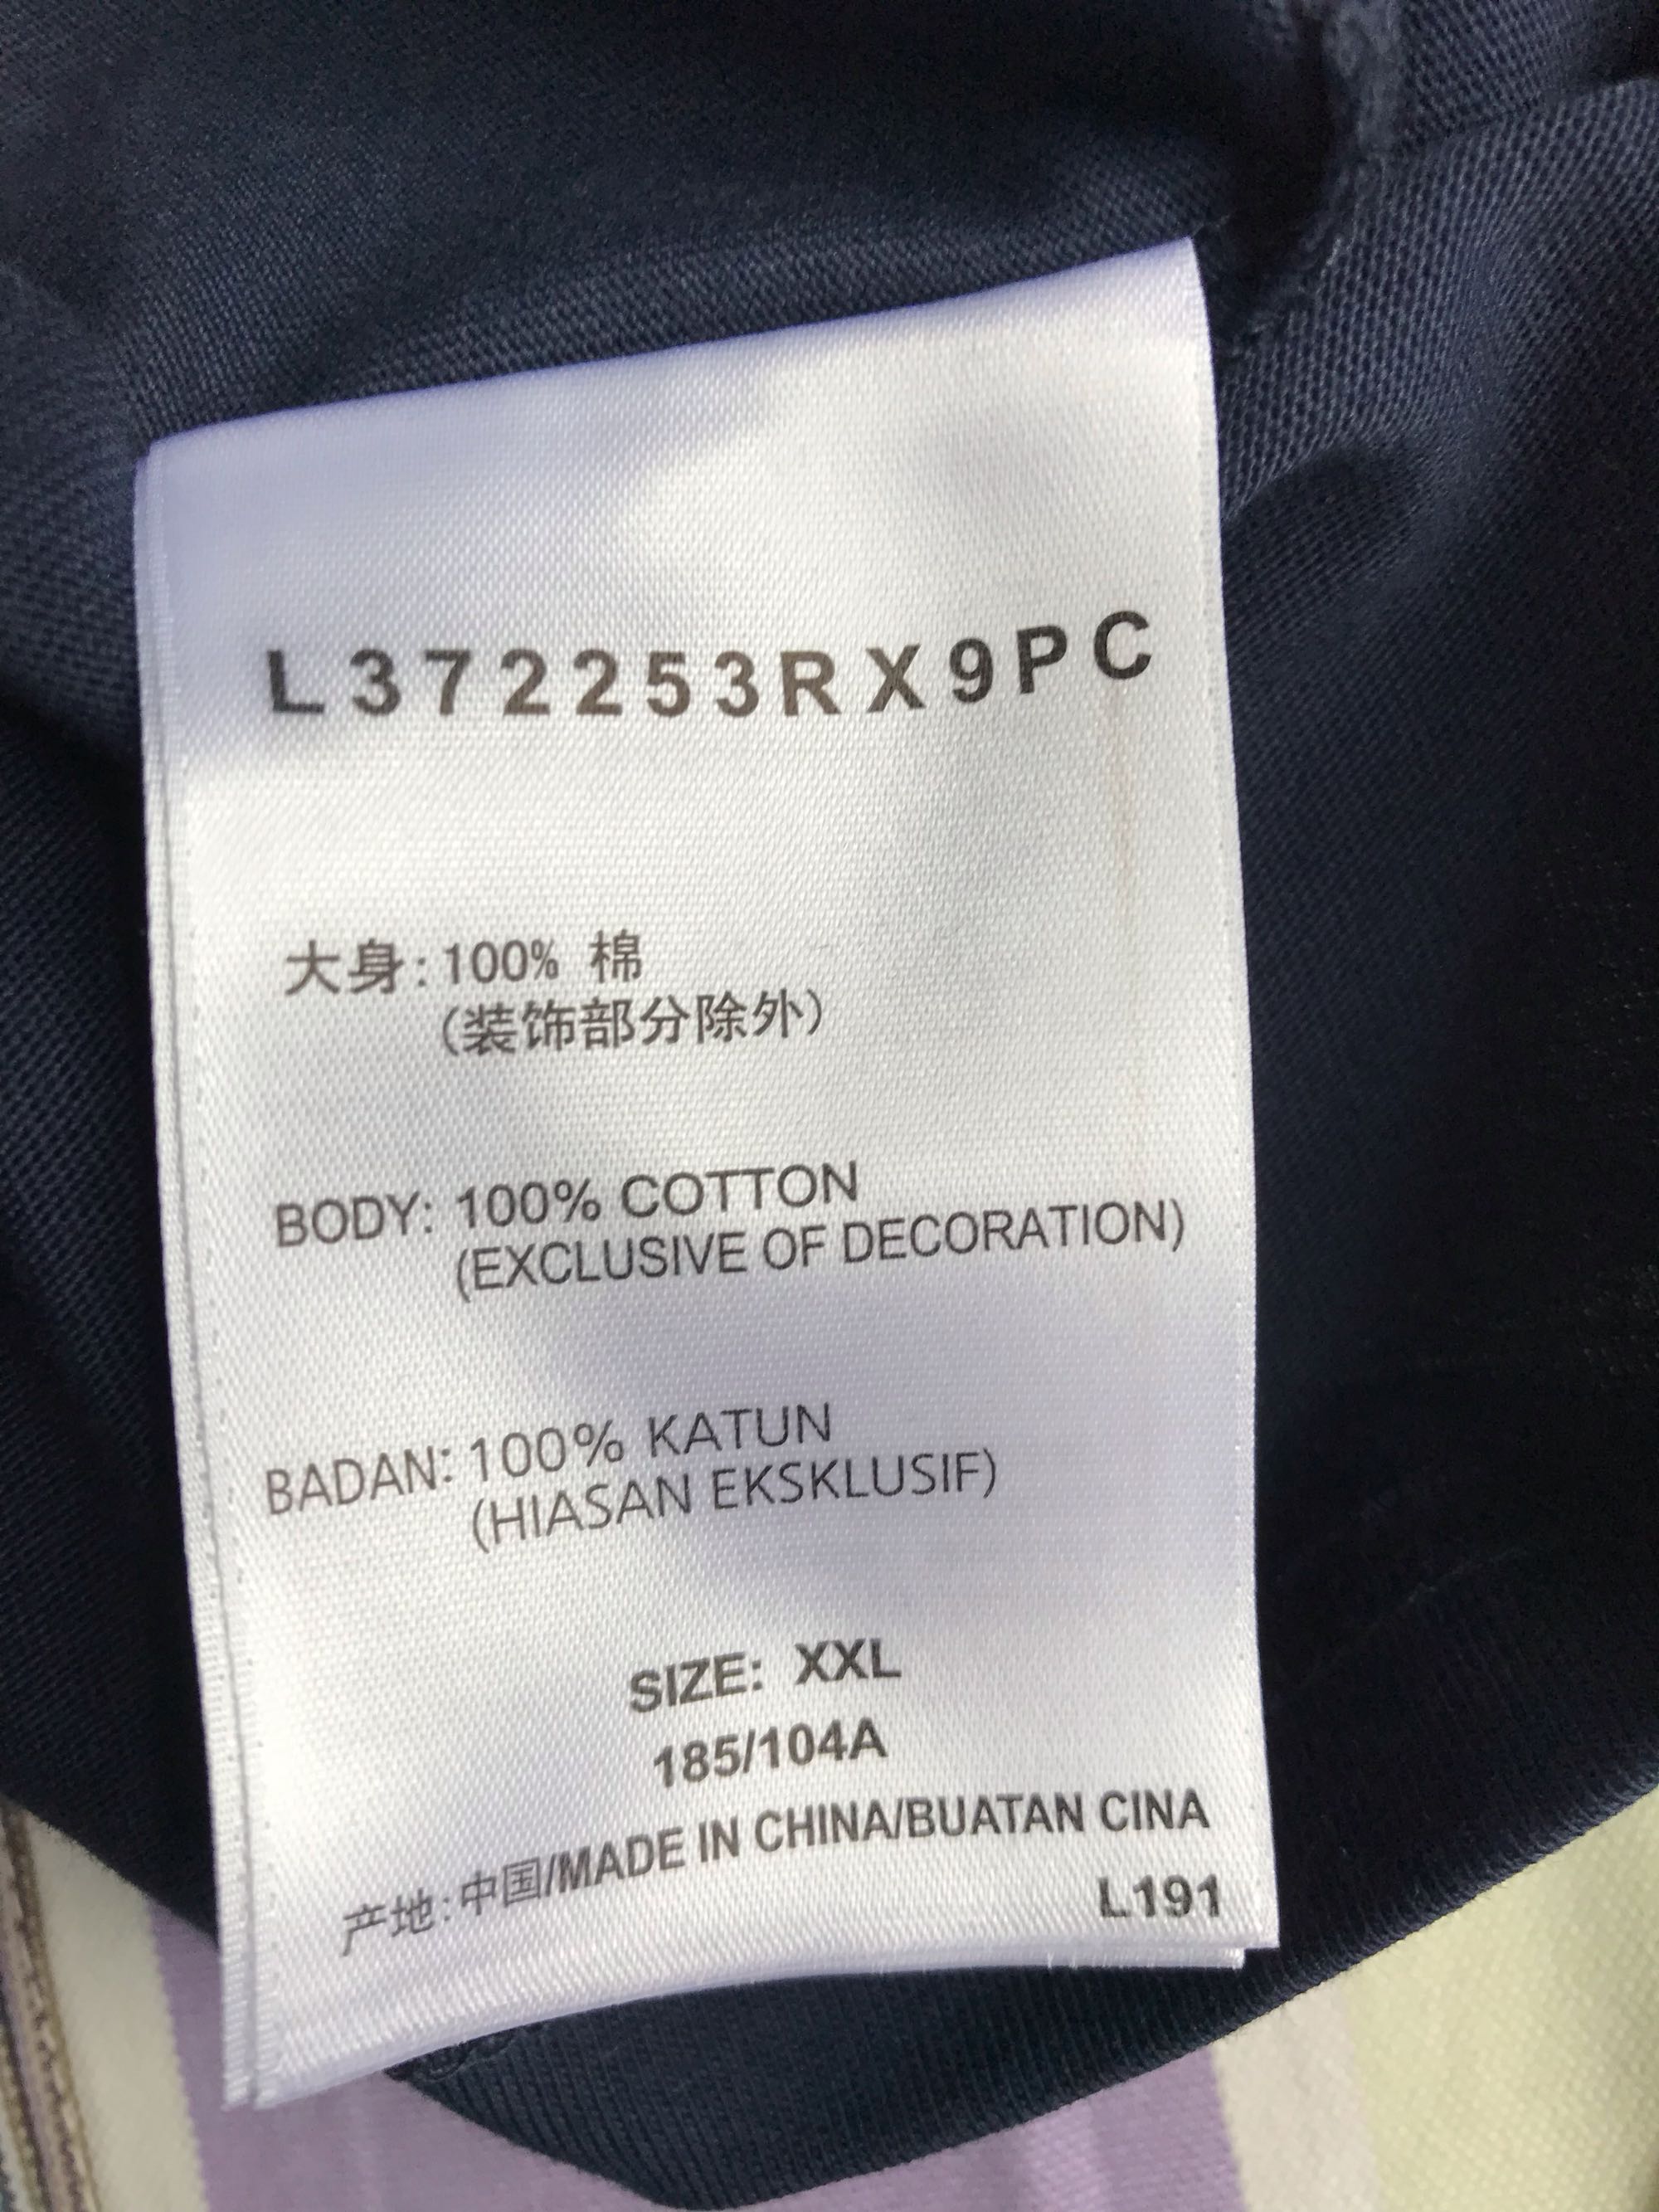 L372253RX9PC
大身:100% 棉
(装饰部分除外)
BODY: 100% COTTON
(EXCLUSIVE OF DECORATION)
BADAN: 100% KATUN
(HIASAN EKSKLUSIF)
SIZE: XXL
185/104A
产地:中国/MADE IN CHINA/BUATAN CINA
L191